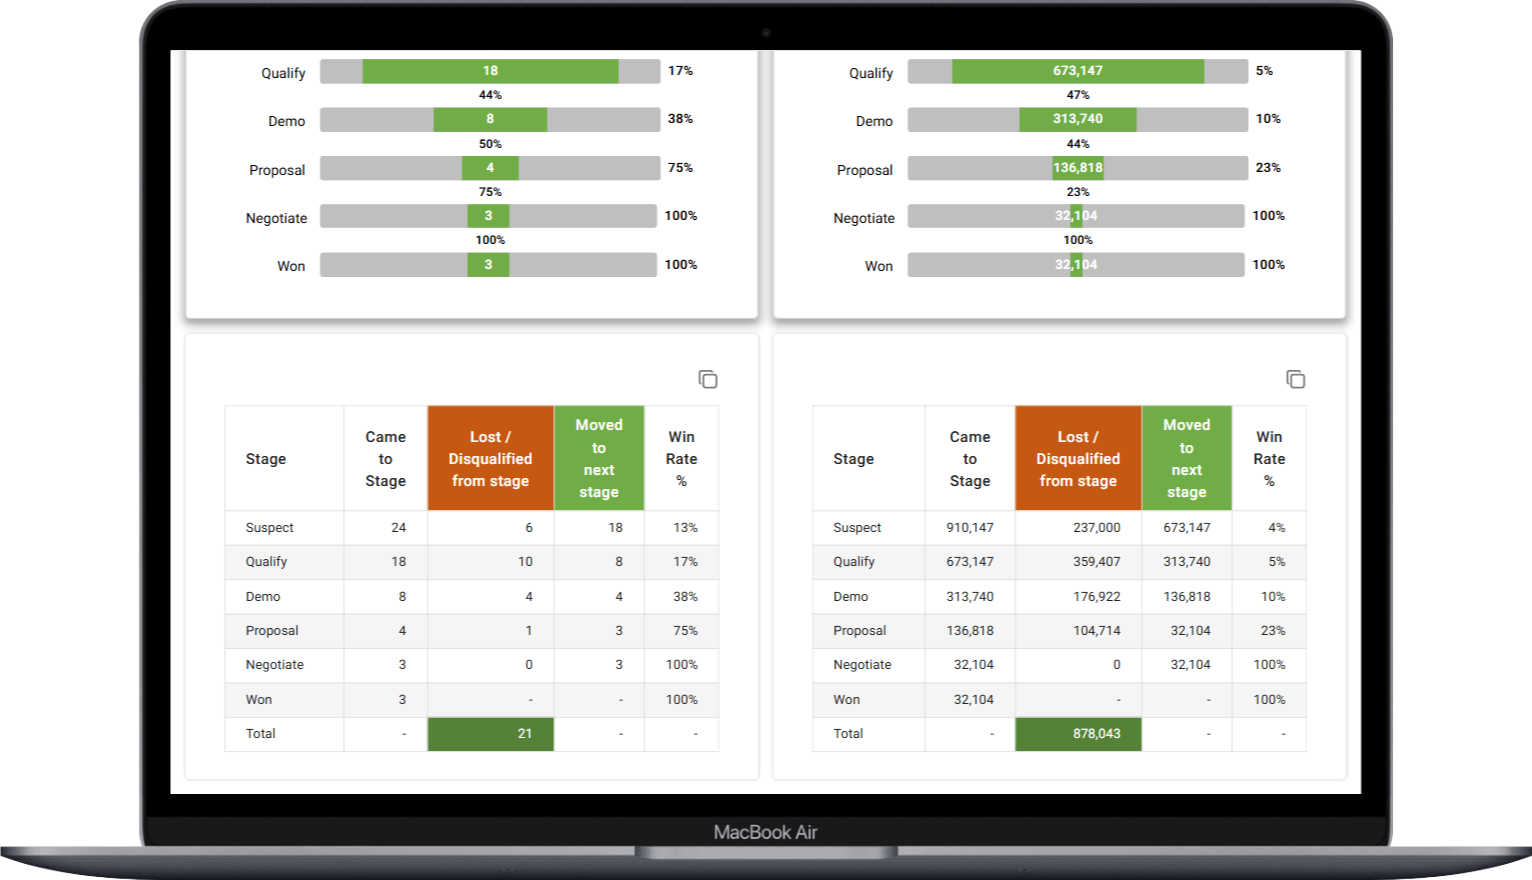 Qualify 18 17%
44%
Demo 8 38%
50%
Proposal 4 75%
75%
Negotiate 3 100%
100%
Won 3 100%
Qualify 673,147 5%
47%
Demo 313,740 10%
44%
Proposal 136,818 23%
23%
Negotiate 32,104 100%
100%
Won 32,104 100%
Stage
Came
to
Stage
Lost /
Disqualified
from stage
Moved
to
next
stage
Win
Rate
%
Suspect 24 6 18 13%
Qualify 18 10 8 17%
Demo 8 4 4 38%
Proposal 4 1 3 75%
Negotiate 3 0 3 100%
Won 3 - - 100%
Total - 21 - -
Stage
Came
to
Stage
Lost /
Disqualified
from stage
Moved
to
next
stage
Win
Rate
%
Suspect 910,147 237,000 673,147 4%
Qualify 673,147 359,407 313,740 5%
Demo 313,740 176,922 136,818 10%
Proposal 136,818 104,714 32,104 23%
Negotiate 32,104 0 32,104 100%
Won 32,104 - - 100%
Total - 878,043 - -
MacBook Air